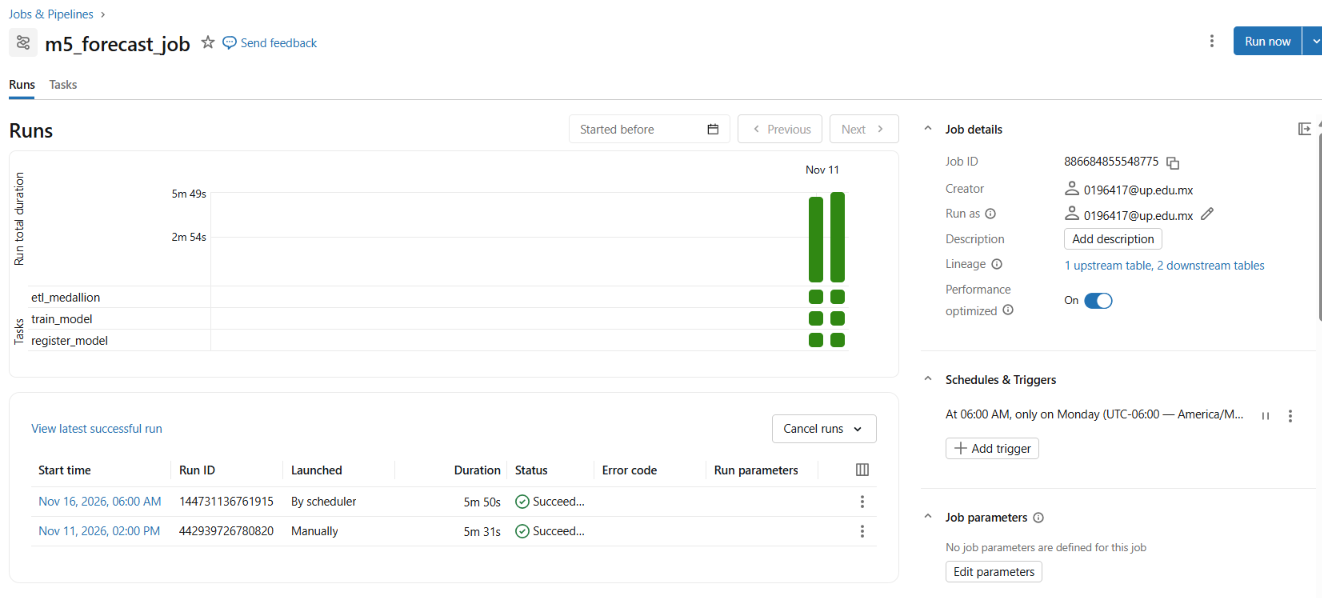 Jobs & Pipelines ›
m5_forecast_job Send feedback
Run now
Runs Tasks
Runs
Started before
Previous
Next
Nov 11
Run total duration
5m 49s
2m 54s
Tasks
etl_medallion
train_model
register_model
View latest successful run
Cancel runs
Start time Run ID Launched Duration Status Error code Run parameters
Nov 16, 2026, 06:00 AM 144731136761915 By scheduler 5m 50s Succeed...
Nov 11, 2026, 02:00 PM 442939726780820 Manually 5m 31s Succeed...
Job details
Job ID 886684855548775
Creator 0196417@up.edu.mx
Run as 0196417@up.edu.mx
Description Add description
Lineage 1 upstream table, 2 downstream tables
Performance
optimized On
Schedules & Triggers
At 06:00 AM, only on Monday (UTC-06:00 — America/M...
Add trigger
Job parameters
No job parameters are defined for this job
Edit parameters